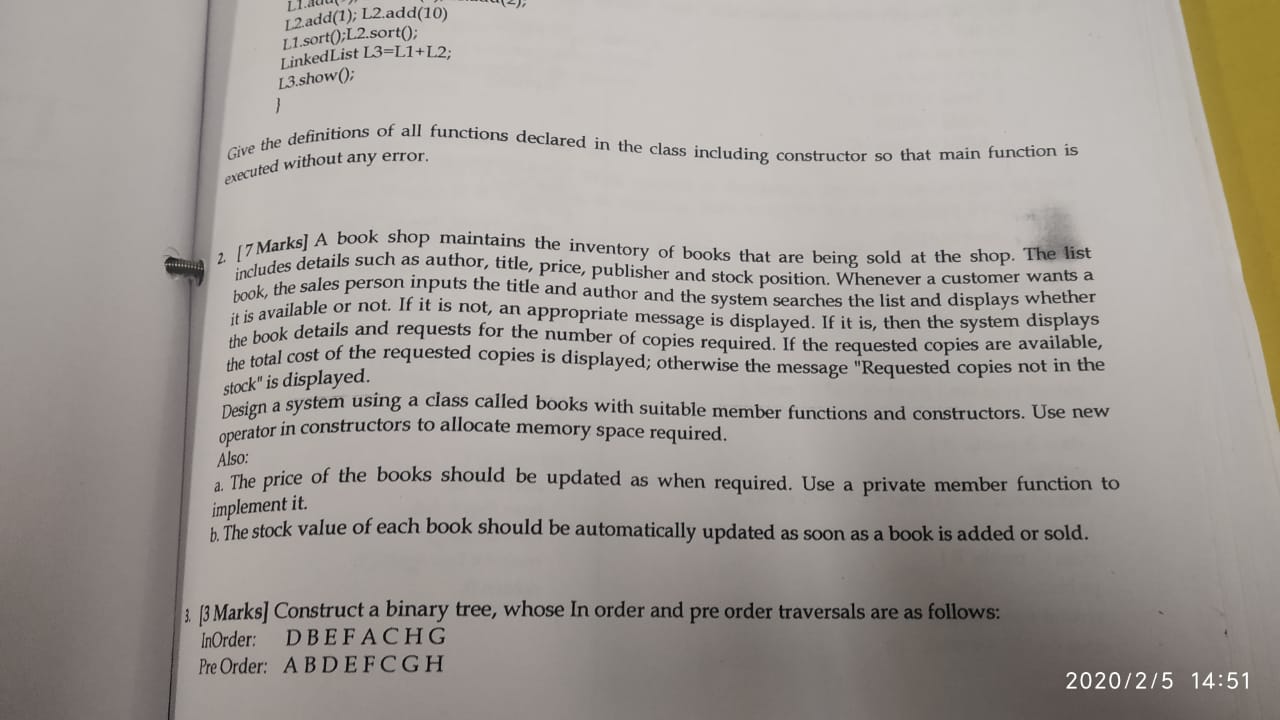 L2.add(1); L2.add(10)
L1.sort();L2.sort();
LinkedList L3=L1+L2;
L3.show();
}
Give the definitions of all functions declared in the class including constructor so that main function is
executed without any error.
2. [7 Marks] A book shop maintains the inventory of books that are being sold at the shop. The list
includes details such as author, title, price, publisher and stock position. Whenever a customer wants a
book, the sales person inputs the title and author and the system searches the list and displays whether
it is available or not. If it is not, an appropriate message is displayed. If it is, then the system displays
the book details and requests for the number of copies required. If the requested copies are available,
the total cost of the requested copies is displayed; otherwise the message "Requested copies not in the
stock" is displayed.
Design a system using a class called books with suitable member functions and constructors. Use new
operator in constructors to allocate memory space required.
Also:
a. The price of the books should be updated as when required. Use a private member function to
implement it.
b. The stock value of each book should be automatically updated as soon as a book is added or sold.
3. [3 Marks] Construct a binary tree, whose In order and pre order traversals are as follows:
InOrder: D B E F A C H G
Pre Order: A B D E F C G H
2020/2/5 14:51